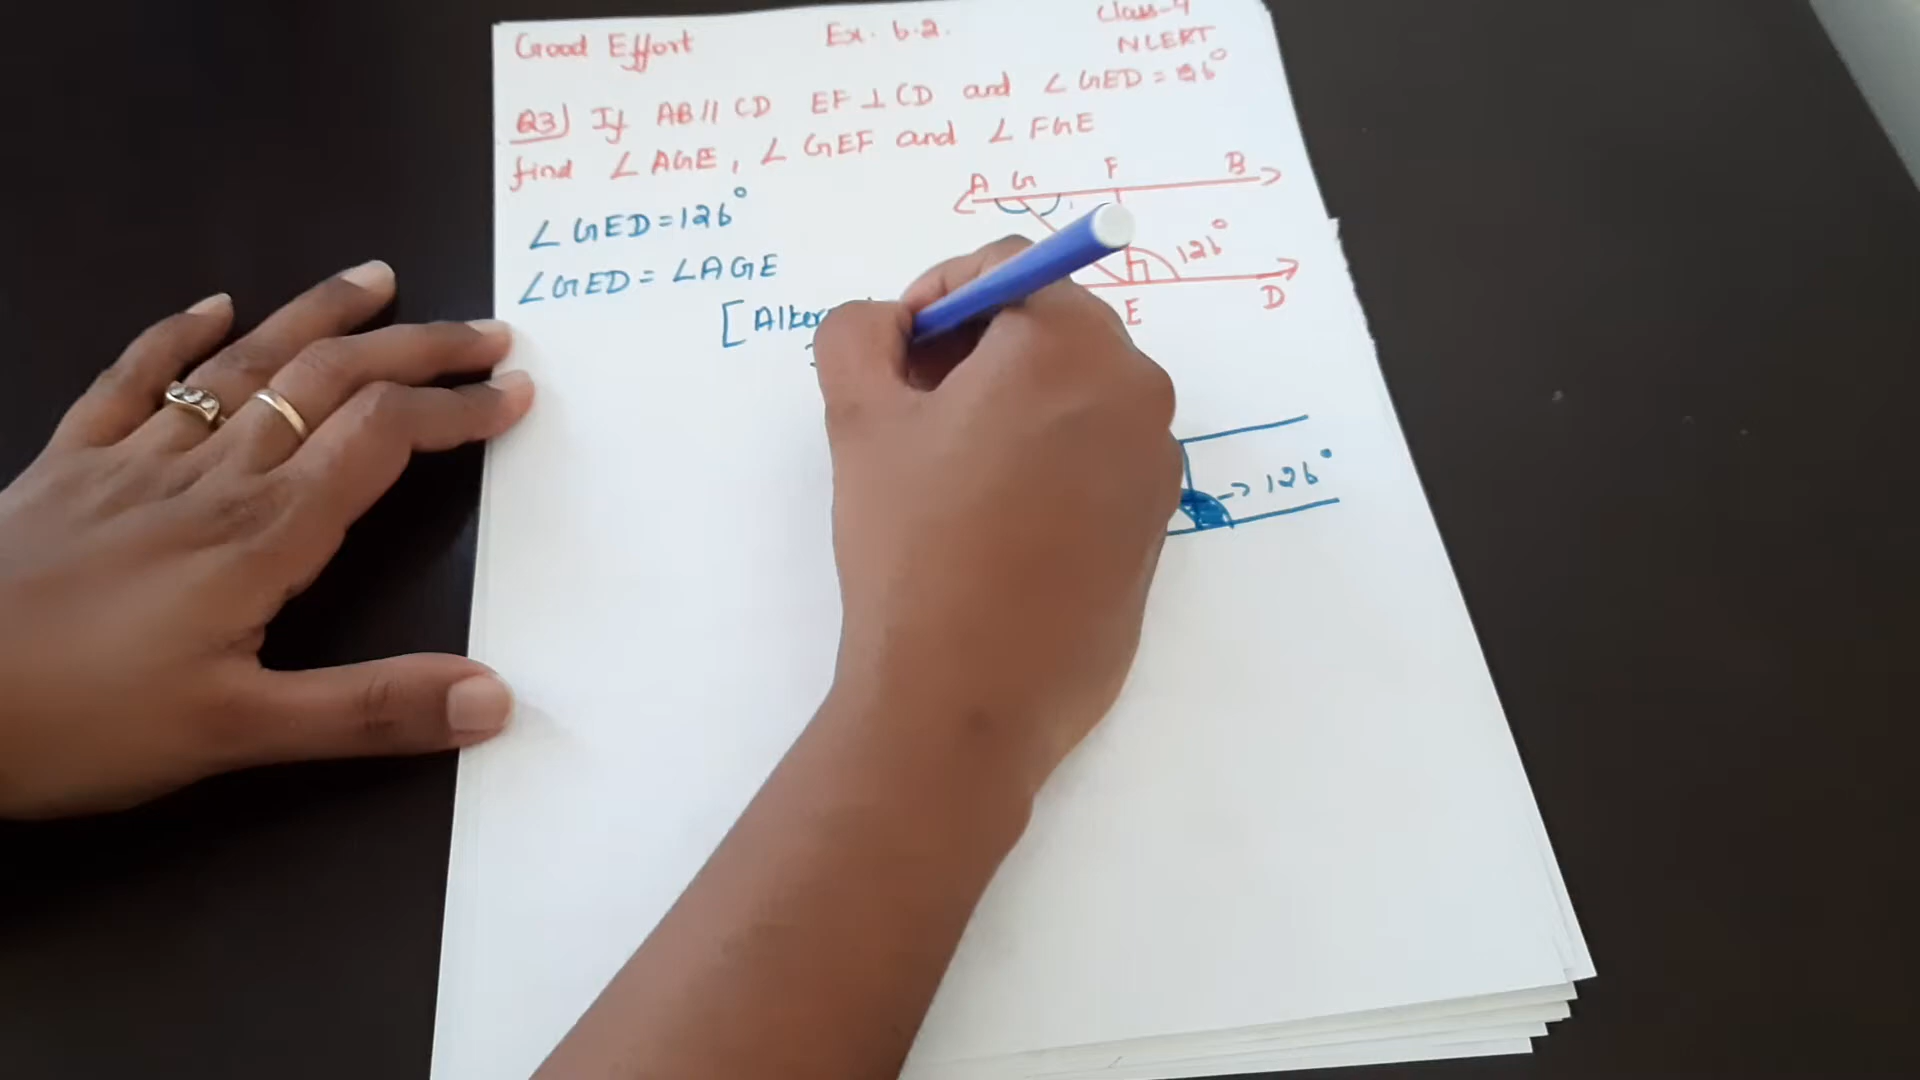 Good Effort Ex. 6.2. Class-9
NCERT
Q3) If AB // CD EF ⊥ CD and ∠GED = 126°
find ∠AGE, ∠GEF and ∠FGE
A G F B
∠GED = 126°
126°
∠GED = ∠AGE
E D
[Alter
→ 126°